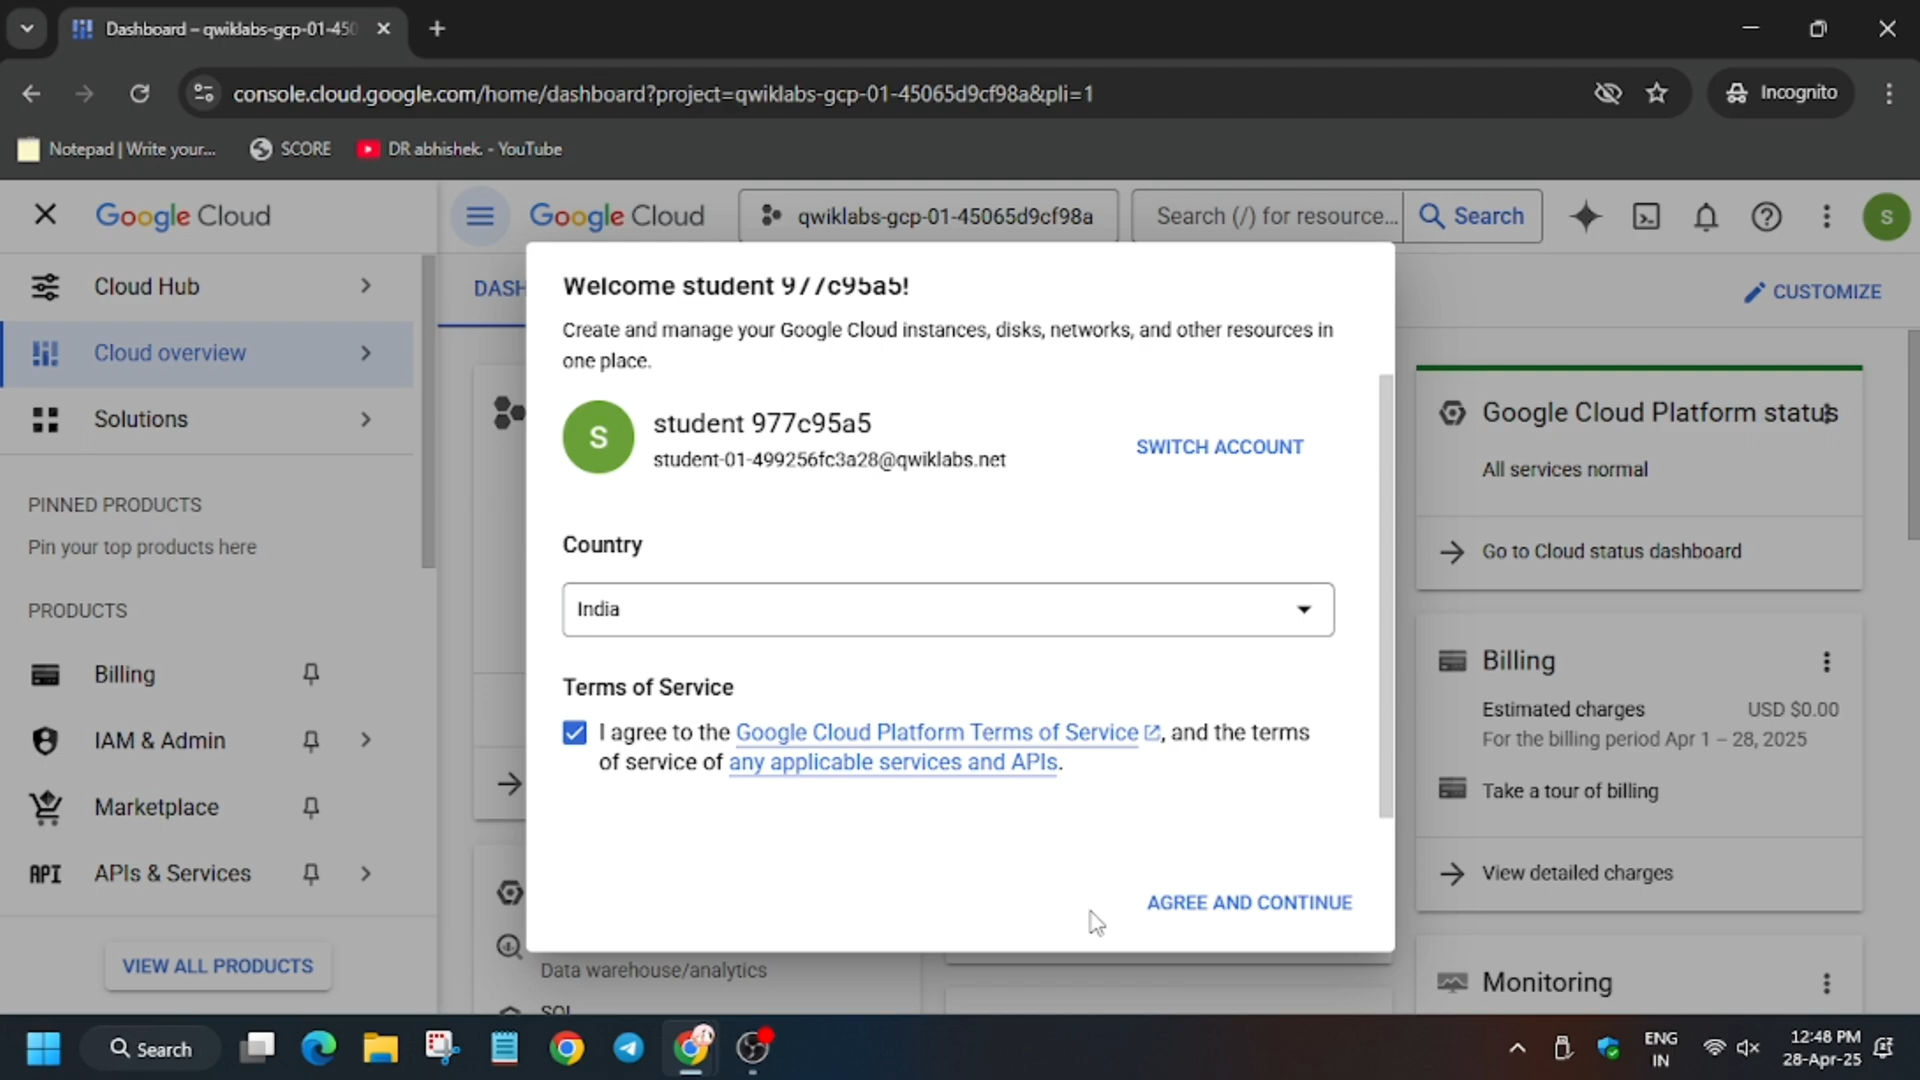 Dashboard – qwiklabs-gcp-01-450
console.cloud.google.com/home/dashboard?project=qwiklabs-gcp-01-45065d9cf98a&pli=1
Incognito
Notepad | Write your...
SCORE
DR abhishek. - YouTube
Google Cloud
Google Cloud
qwiklabs-gcp-01-45065d9cf98a
Search (/) for resource...
Search
S
Cloud Hub
Cloud overview
Solutions
PINNED PRODUCTS
Pin your top products here
PRODUCTS
Billing
IAM & Admin
Marketplace
API
APIs & Services
VIEW ALL PRODUCTS
DASH
CUSTOMIZE
Welcome student 977c95a5!
Create and manage your Google Cloud instances, disks, networks, and other resources in
one place.
S
student 977c95a5
student-01-499256fc3a28@qwiklabs.net
SWITCH ACCOUNT
Country
India
Terms of Service
I agree to the Google Cloud Platform Terms of Service, and the terms
of service of any applicable services and APIs.
AGREE AND CONTINUE
Data warehouse/analytics
SQL
Google Cloud Platform status
All services normal
Go to Cloud status dashboard
Billing
Estimated charges USD $0.00
For the billing period Apr 1 – 28, 2025
Take a tour of billing
View detailed charges
Monitoring
Search
ENG
IN
12:48 PM
28-Apr-25